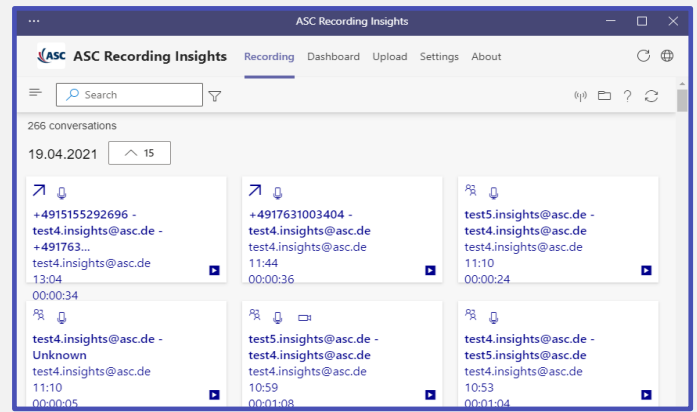 ASC Recording Insights
ASC ASC Recording Insights Recording Dashboard Upload Settings About
Search
266 conversations
19.04.2021 15
+4915155292696 -
test4.insights@asc.de -
+491763...
test4.insights@asc.de
13:04
00:00:34
+4917631003404 -
test4.insights@asc.de
test4.insights@asc.de
11:44
00:00:36
test5.insights@asc.de -
test4.insights@asc.de
test4.insights@asc.de
11:10
00:00:24
test4.insights@asc.de -
Unknown
test4.insights@asc.de
11:10
00:00:05
test5.insights@asc.de -
test4.insights@asc.de
test4.insights@asc.de
10:59
00:01:08
test4.insights@asc.de -
test5.insights@asc.de
test4.insights@asc.de
10:53
00:01:04